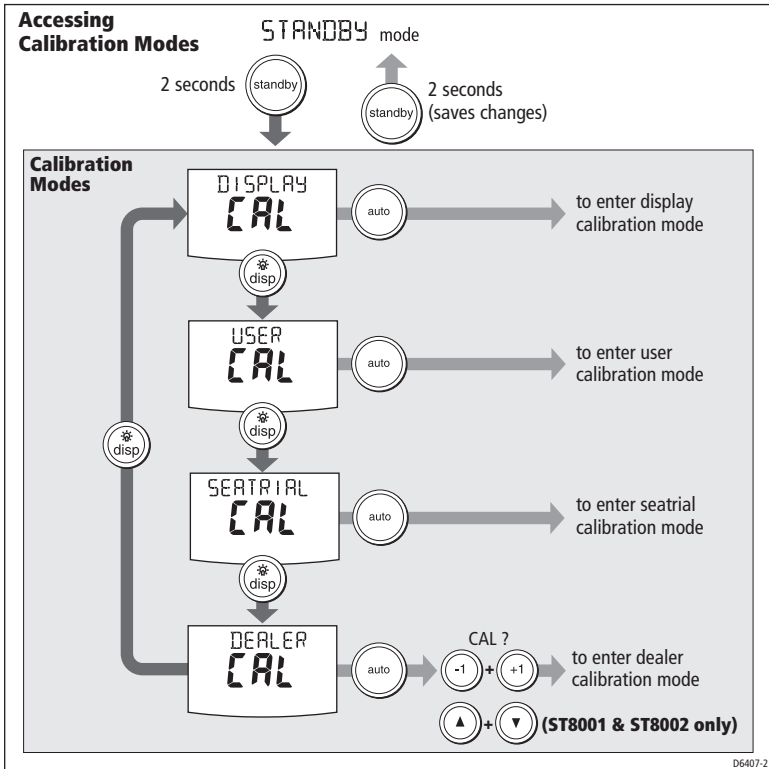 Accessing
Calibration Modes
STANDBY mode
2 seconds
standby
standby
2 seconds
(saves changes)
Calibration
Modes
DISPLAY
CAL
auto
to enter display
calibration mode
disp
USER
CAL
auto
to enter user
calibration mode
disp
disp
SEATRIAL
CAL
auto
to enter seatrial
calibration mode
disp
DEALER
CAL
auto
CAL ?
-1 + +1
to enter dealer
calibration mode
▲ + ▼ (ST8001 & ST8002 only)
D6407-2